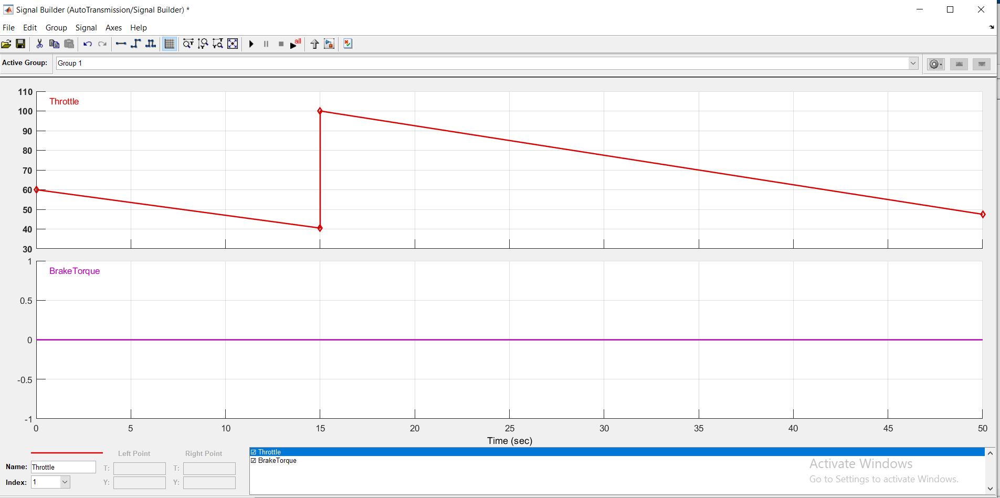 Signal Builder (AutoTransmission/Signal Builder) *
File Edit Group Signal Axes Help
all
Active Group: Group 1
110
Throttle
100
90
80
70
60
50
40
30
1
BrakeTorque
0.5
0
-0.5
-1
0 5 10 15 20 25 30 35 40 45 50
Time (sec)
Left Point Right Point
Name: Throttle T: T:
Index: 1 Y: Y:
Throttle
BrakeTorque
Activate Windows
Go to Settings to activate Windows.